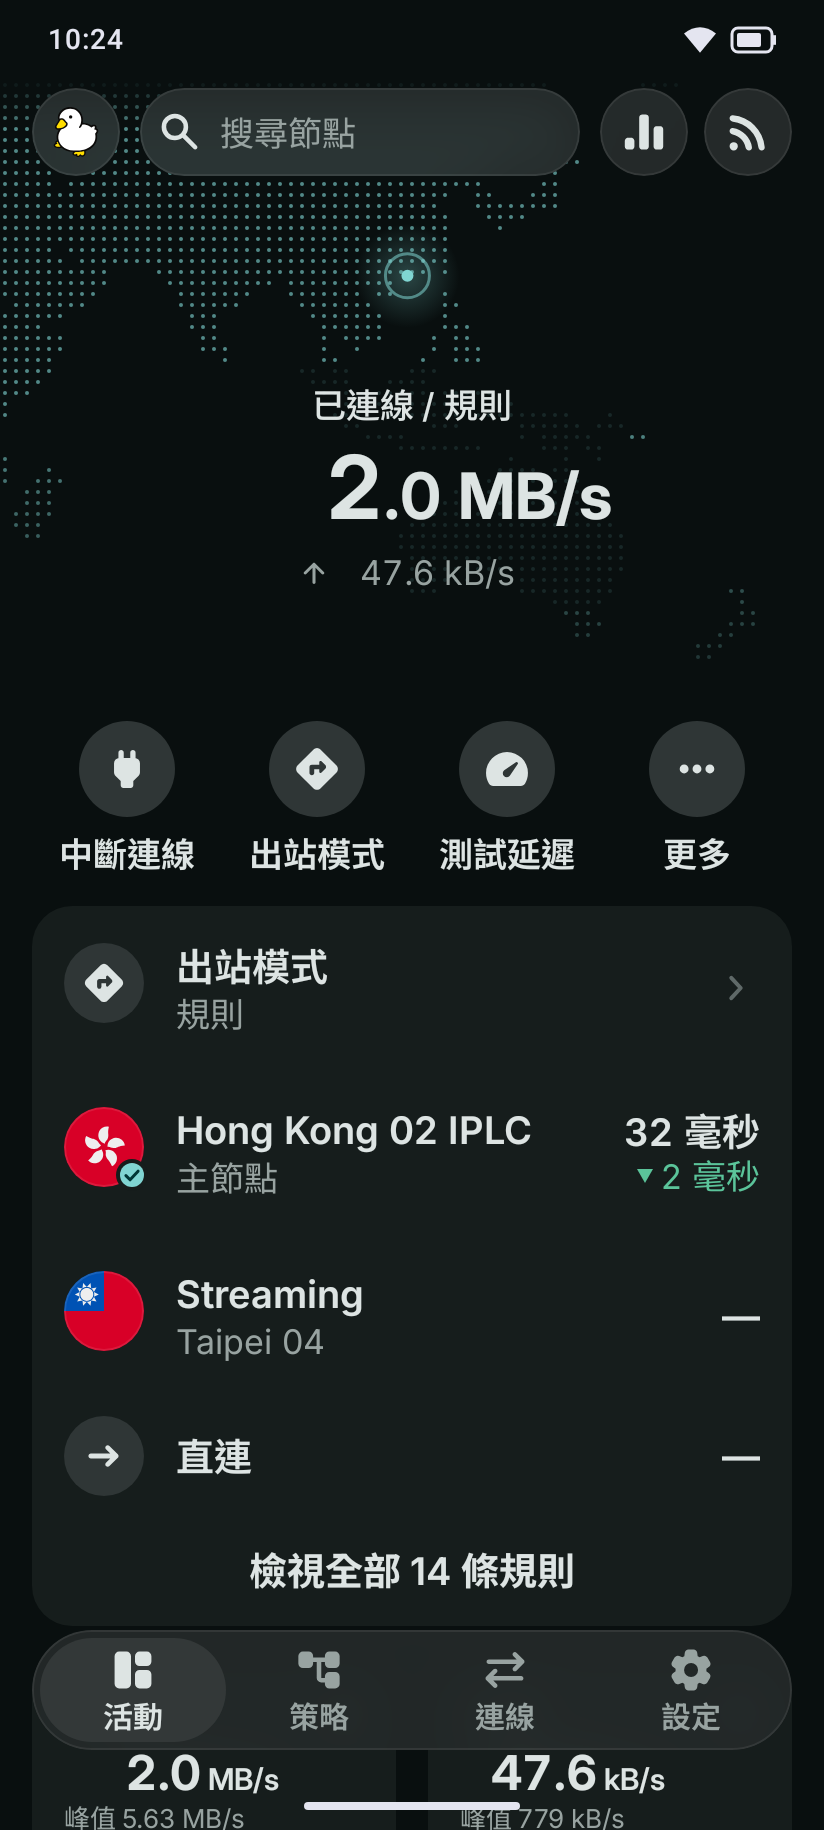 10:24
搜尋節點
已連線 / 規則
2.0 MB/s
↑ 47.6 kB/s
中斷連線
出站模式
測試延遲
更多
出站模式
規則
Hong Kong 02 IPLC
32 毫秒
主節點
▼2 毫秒
Streaming
Taipei 04
—
直連
—
檢視全部 14 條規則
活動
策略
連線
設定
2.0 MB/s
47.6 kB/s
峰值 5.63 MB/s
峰值 779 kB/s